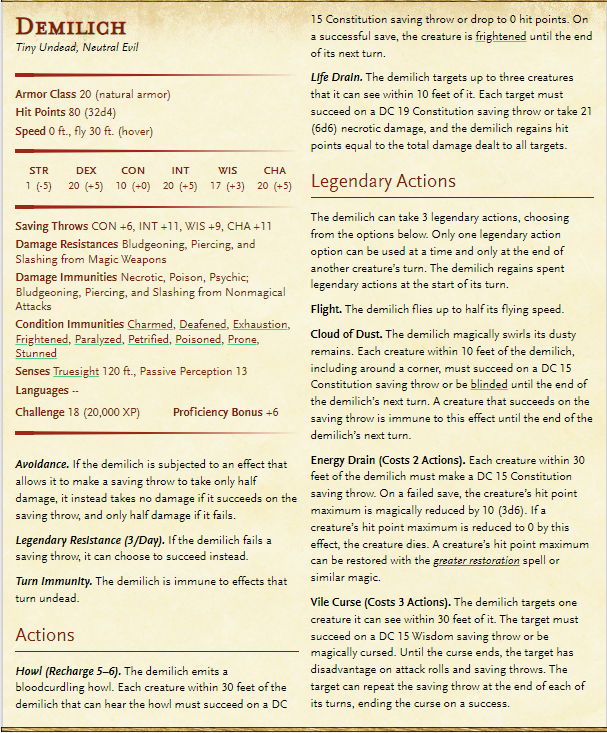 Demilich
Tiny Undead, Neutral Evil
Armor Class 20 (natural armor)
Hit Points 80 (32d4)
Speed 0 ft., fly 30 ft. (hover)
STR DEX CON INT WIS CHA
1 (-5) 20 (+5) 10 (+0) 20 (+5) 17 (+3) 20 (+5)
Saving Throws CON +6, INT +11, WIS +9, CHA +11
Damage Resistances Bludgeoning, Piercing, and
Slashing from Magic Weapons
Damage Immunities Necrotic, Poison, Psychic;
Bludgeoning, Piercing, and Slashing from Nonmagical
Attacks
Condition Immunities Charmed, Deafened, Exhaustion,
Frightened, Paralyzed, Petrified, Poisoned, Prone,
Stunned
Senses Truesight 120 ft., Passive Perception 13
Languages --
Challenge 18 (20,000 XP) Proficiency Bonus +6
Avoidance. If the demilich is subjected to an effect that
allows it to make a saving throw to take only half
damage, it instead takes no damage if it succeeds on the
saving throw, and only half damage if it fails.
Legendary Resistance (3/Day). If the demilich fails a
saving throw, it can choose to succeed instead.
Turn Immunity. The demilich is immune to effects that
turn undead.
Actions
Howl (Recharge 5–6). The demilich emits a
bloodcurdling howl. Each creature within 30 feet of the
demilich that can hear the howl must succeed on a DC
15 Constitution saving throw or drop to 0 hit points. On
a successful save, the creature is frightened until the end
of its next turn.
Life Drain. The demilich targets up to three creatures
that it can see within 10 feet of it. Each target must
succeed on a DC 19 Constitution saving throw or take 21
(6d6) necrotic damage, and the demilich regains hit
points equal to the total damage dealt to all targets.
Legendary Actions
The demilich can take 3 legendary actions, choosing
from the options below. Only one legendary action
option can be used at a time and only at the end of
another creature's turn. The demilich regains spent
legendary actions at the start of its turn.
Flight. The demilich flies up to half its flying speed.
Cloud of Dust. The demilich magically swirls its dusty
remains. Each creature within 10 feet of the demilich,
including around a corner, must succeed on a DC 15
Constitution saving throw or be blinded until the end of
the demilich's next turn. A creature that succeeds on the
saving throw is immune to this effect until the end of the
demilich's next turn.
Energy Drain (Costs 2 Actions). Each creature within 30
feet of the demilich must make a DC 15 Constitution
saving throw. On a failed save, the creature's hit point
maximum is magically reduced by 10 (3d6). If a
creature's hit point maximum is reduced to 0 by this
effect, the creature dies. A creature's hit point maximum
can be restored with the greater restoration spell or
similar magic.
Vile Curse (Costs 3 Actions). The demilich targets one
creature it can see within 30 feet of it. The target must
succeed on a DC 15 Wisdom saving throw or be
magically cursed. Until the curse ends, the target has
disadvantage on attack rolls and saving throws. The
target can repeat the saving throw at the end of each of
its turns, ending the curse on a success.